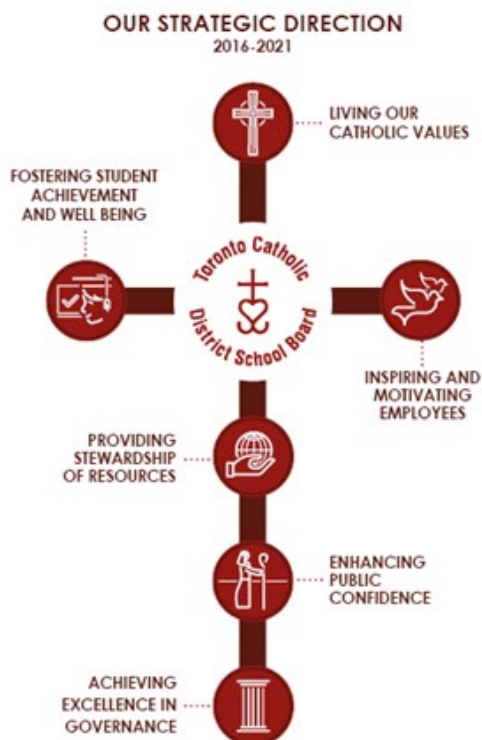 OUR STRATEGIC DIRECTION
2016-2021
LIVING OUR
CATHOLIC VALUES
FOSTERING STUDENT
ACHIEVEMENT
AND WELL BEING
Toronto Catholic
District School Board
INSPIRING AND
MOTIVATING
EMPLOYEES
PROVIDING
STEWARDSHIP
OF RESOURCES
ENHANCING
PUBLIC
CONFIDENCE
ACHIEVING
EXCELLENCE IN
GOVERNANCE